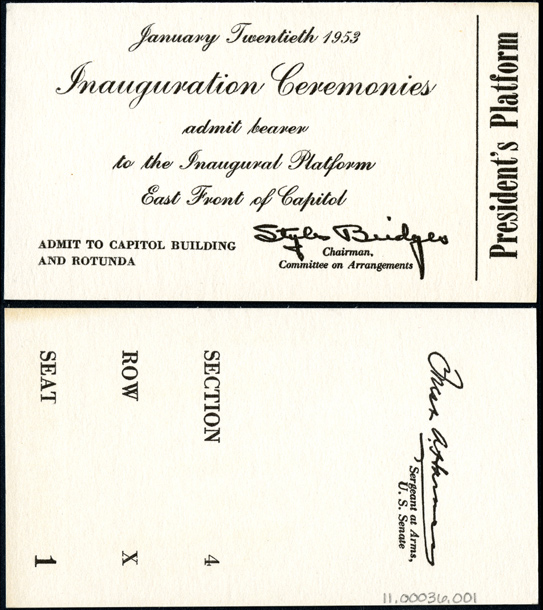 January Twentieth 1953
Inauguration Ceremonies
admit bearer
to the Inaugural Platform
East Front of Capitol
ADMIT TO CAPITOL BUILDING
AND ROTUNDA
Styles Bridges
Chairman,
Committee on Arrangements
President's Platform
SECTION 4
ROW X
SEAT 1
Sergeant at Arms,
U. S. Senate
11.00036.001